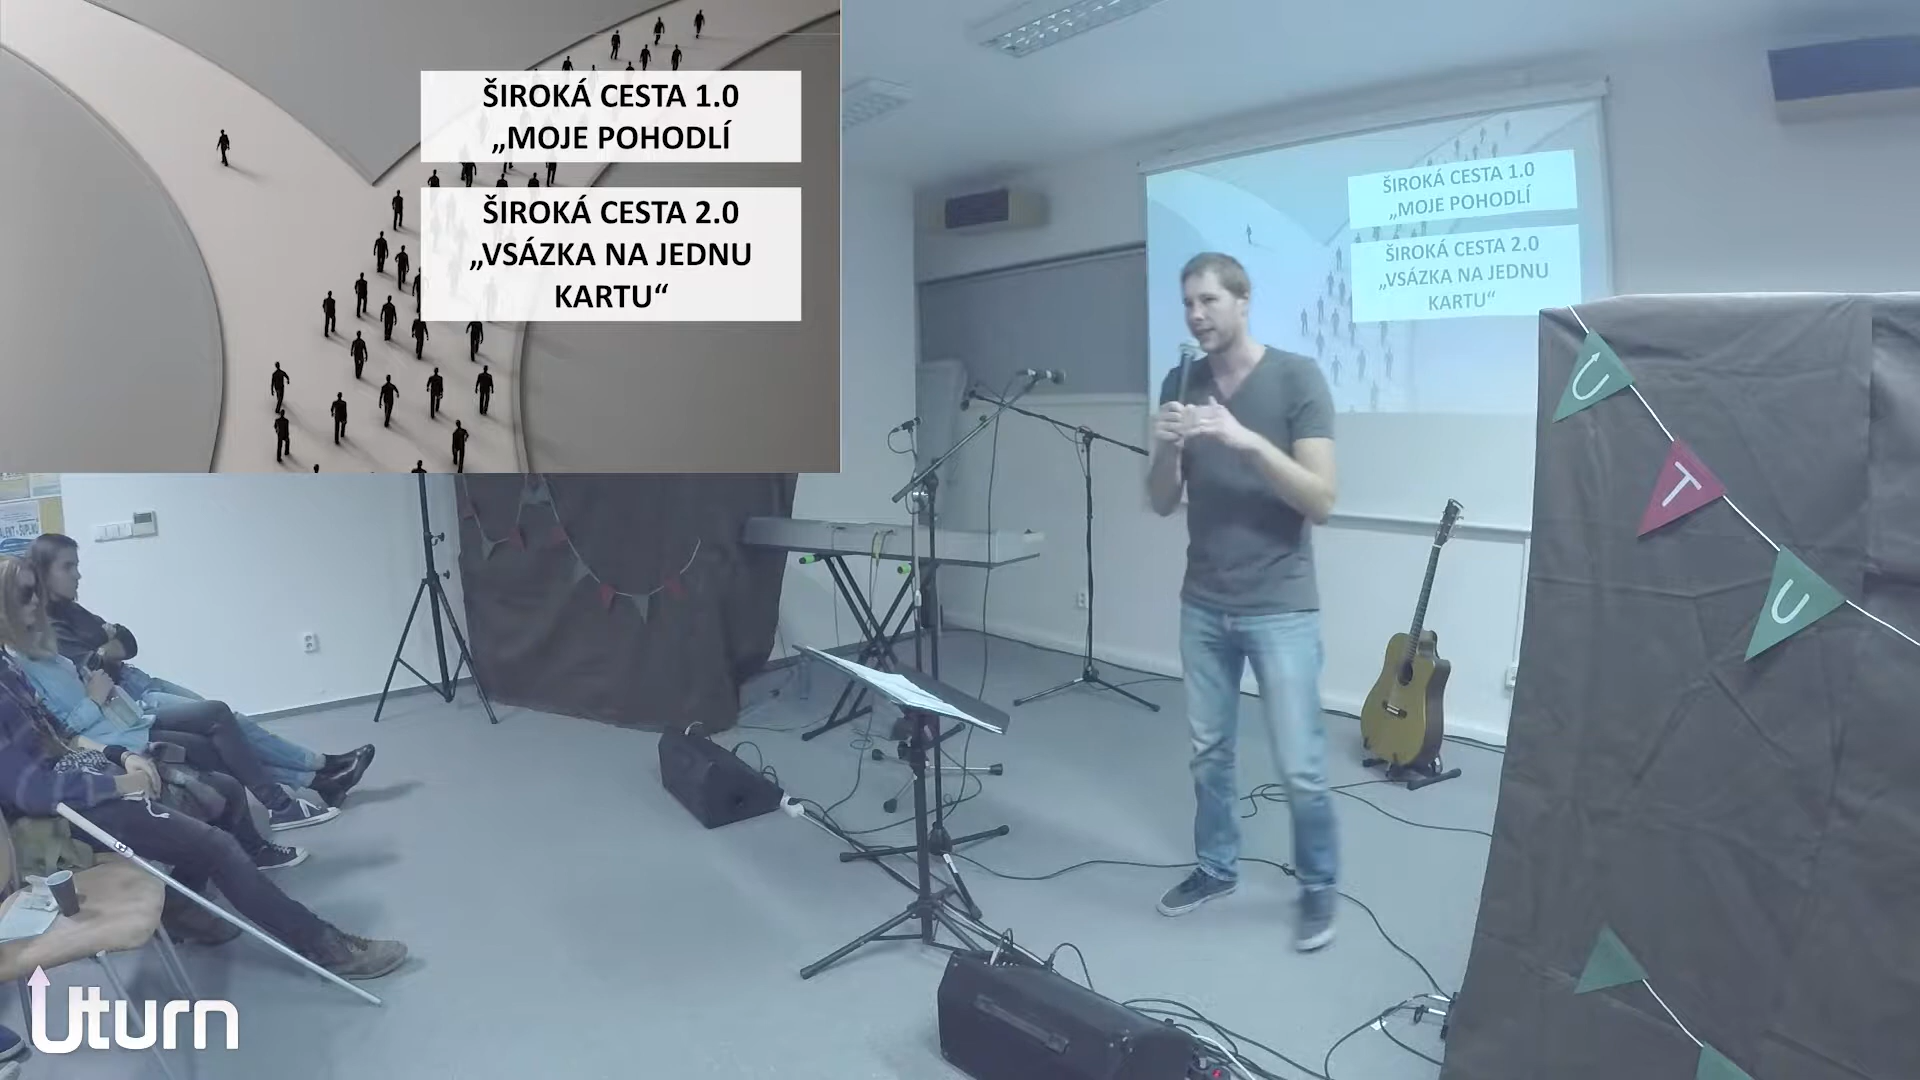 ŠIROKÁ CESTA 1.0
„MOJE POHODLÍ
ŠIROKÁ CESTA 2.0
„VSÁZKA NA JEDNU
KARTU“
ŠIROKÁ CESTA 1.0
„MOJE POHODLÍ
ŠIROKÁ CESTA 2.0
„VSÁZKA NA JEDNU
KARTU“
U
T
U
Uturn